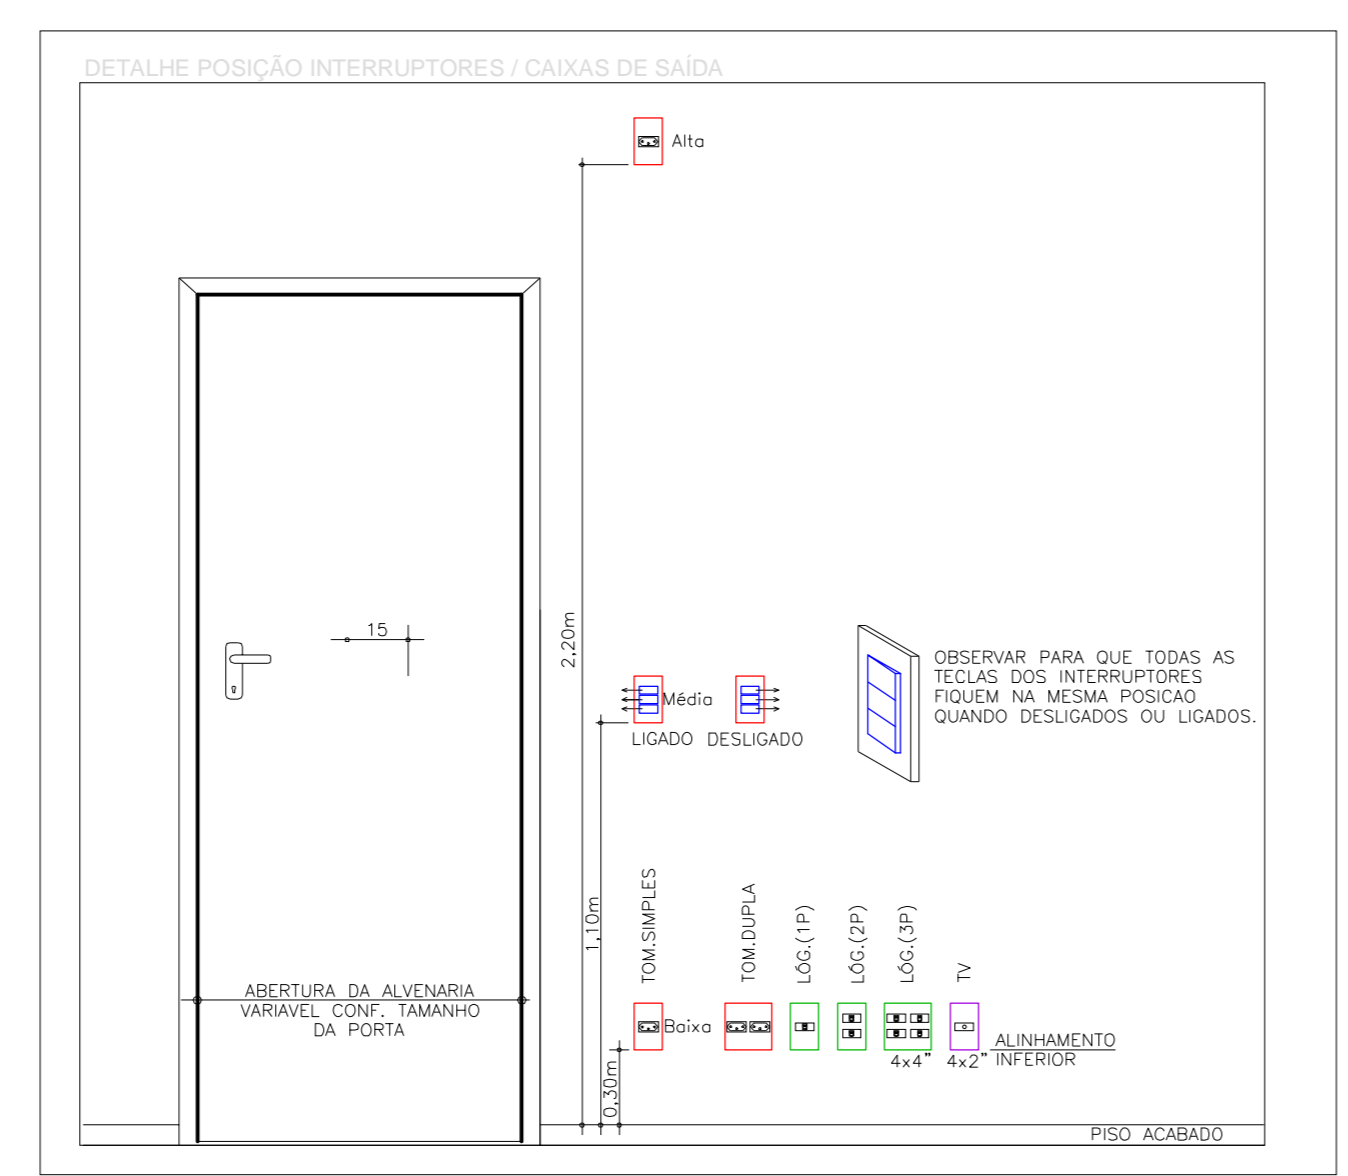 DETALHE POSIÇÃO INTERRUPTORES / CAIXAS DE SAÍDA
Alta
2,20m
15
OBSERVAR PARA QUE TODAS AS
TECLAS DOS INTERRUPTORES
FIQUEM NA MESMA POSICAO
QUANDO DESLIGADOS OU LIGADOS.
Média
LIGADO
DESLIGADO
1,10m
TOM.SIMPLES
TOM.DUPLA
LÓG.(1P)
LÓG.(2P)
LÓG.(3P)
TV
ABERTURA DA ALVENARIA
VARIAVEL CONF. TAMANHO
DA PORTA
Baixa
4x4"
4x2"
ALINHAMENTO
INFERIOR
0,30m
PISO ACABADO